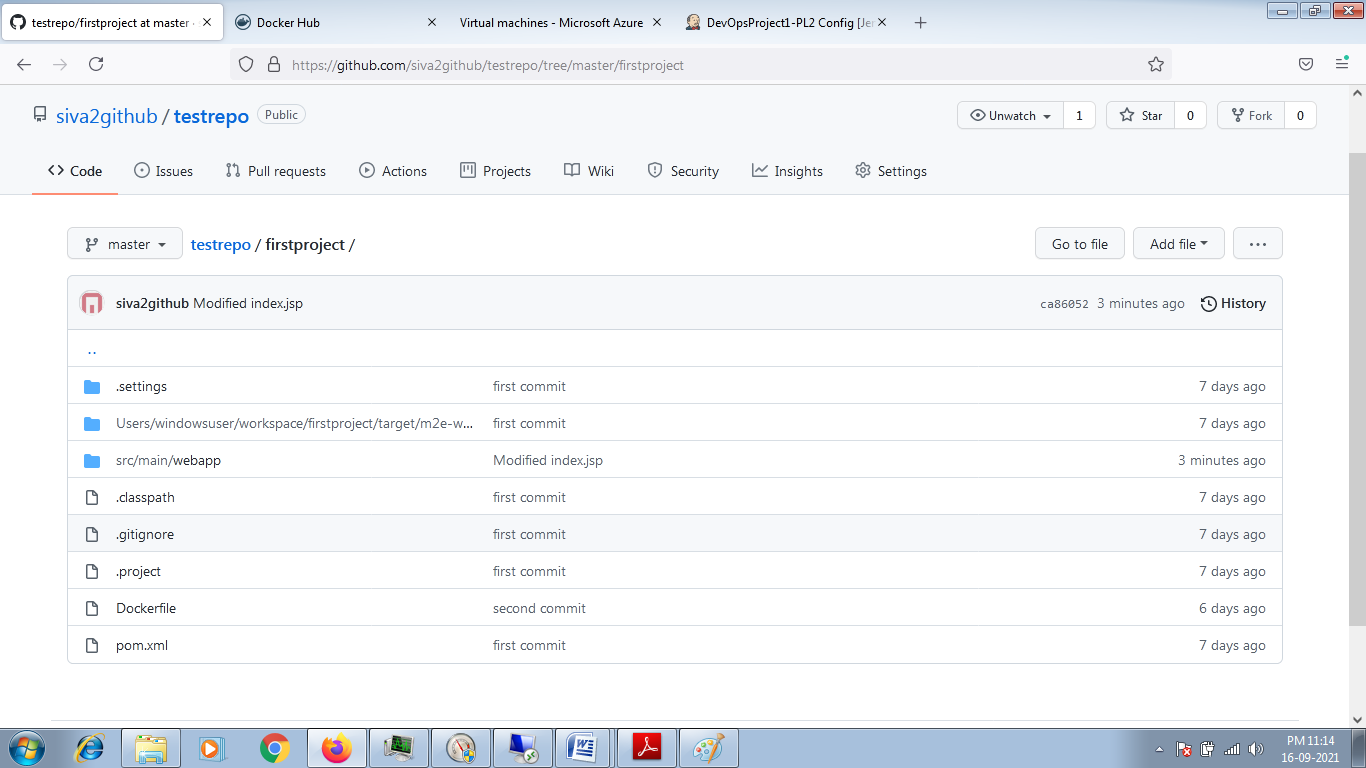 testrepo/firstproject at master
Docker Hub
Virtual machines - Microsoft Azure
DevOpsProject1-PL2 Config [Jen
https://github.com/siva2github/testrepo/tree/master/firstproject
siva2github / testrepo Public
Unwatch 1
Star 0
Fork 0
Code
Issues
Pull requests
Actions
Projects
Wiki
Security
Insights
Settings
master
testrepo / firstproject /
Go to file
Add file
...
siva2github Modified index.jsp
ca86052 3 minutes ago
History
..
.settings first commit 7 days ago
Users/windowsuser/workspace/firstproject/target/m2e-w... first commit 7 days ago
src/main/webapp Modified index.jsp 3 minutes ago
.classpath first commit 7 days ago
.gitignore first commit 7 days ago
.project first commit 7 days ago
Dockerfile second commit 6 days ago
pom.xml first commit 7 days ago
PM 11:14
16-09-2021